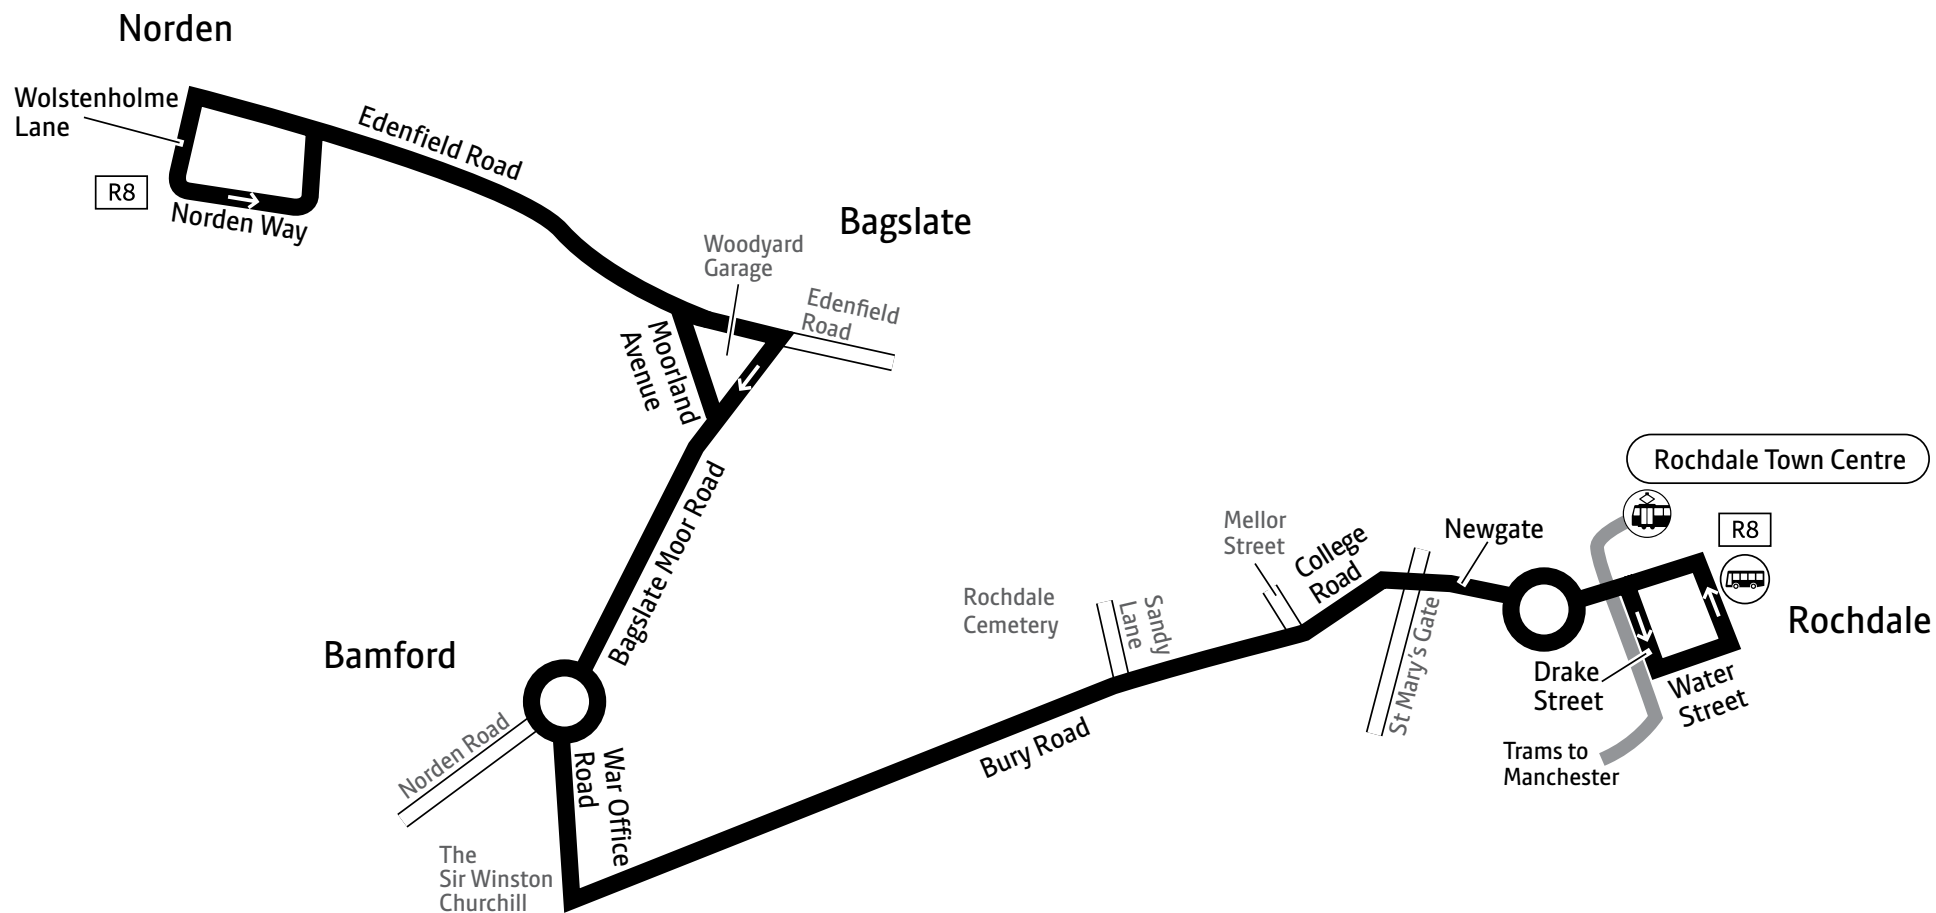 Norden
Wolstenholme
Lane
Edenfield Road
R8
Norden Way
Bagslate
Woodyard
Garage
Edenfield
Road
Moorland
Avenue
Rochdale Town Centre
Bagslate Moor Road
Mellor
Street
College
Road
Newgate
R8
Rochdale
Cemetery
Sandy
Lane
St Mary's Gate
Rochdale
Bamford
Drake
Street
Water
Street
Norden Road
War Office
Road
Bury Road
Trams to
Manchester
The
Sir Winston
Churchill